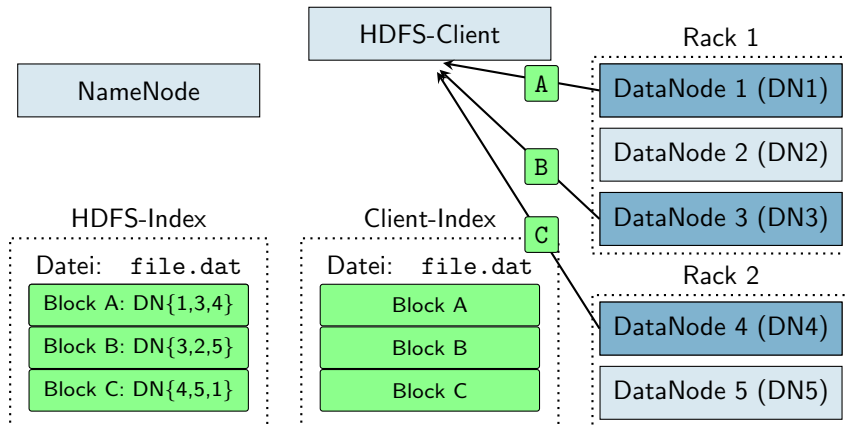 HDFS-Client
NameNode
A
B
C
Rack 1
DataNode 1 (DN1)
DataNode 2 (DN2)
DataNode 3 (DN3)
Rack 2
DataNode 4 (DN4)
DataNode 5 (DN5)
HDFS-Index
Datei: file.dat
Block A: DN{1,3,4}
Block B: DN{3,2,5}
Block C: DN{4,5,1}
Client-Index
Datei: file.dat
Block A
Block B
Block C